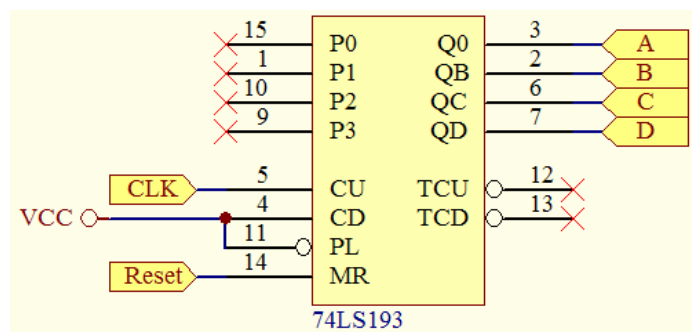 15 P0 Q0 3 A
1 P1 QB 2 B
10 P2 QC 6 C
9 P3 QD 7 D
CLK 5 CU TCU 12
VCC 4 CD TCD 13
11 PL
Reset 14 MR
74LS193